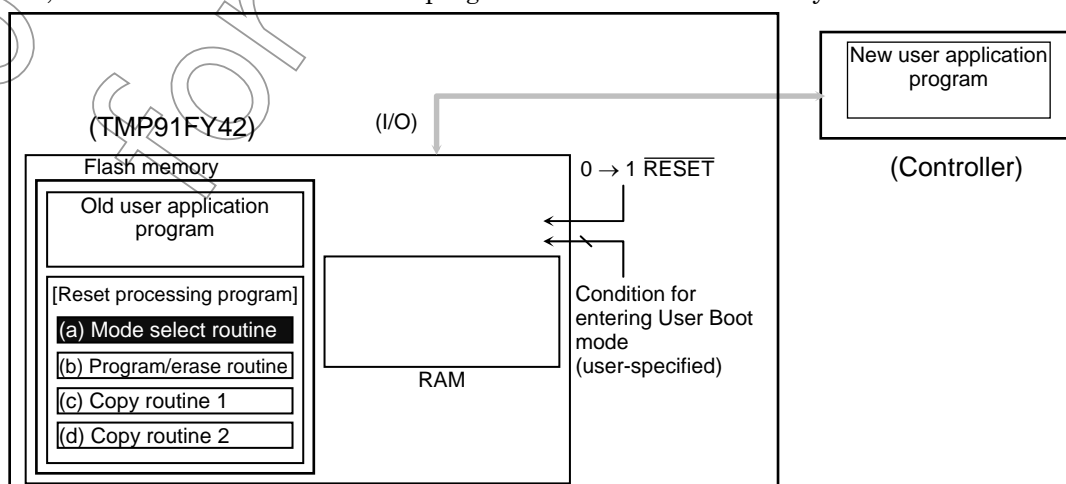 (TMP91FY42)
(I/O)
New user application
program
(Controller)
Flash memory
0 → 1 RESET
Old user application
program
[Reset processing program]
(a) Mode select routine
(b) Program/erase routine
(c) Copy routine 1
(d) Copy routine 2
RAM
Condition for
entering User Boot
mode
(user-specified)
for